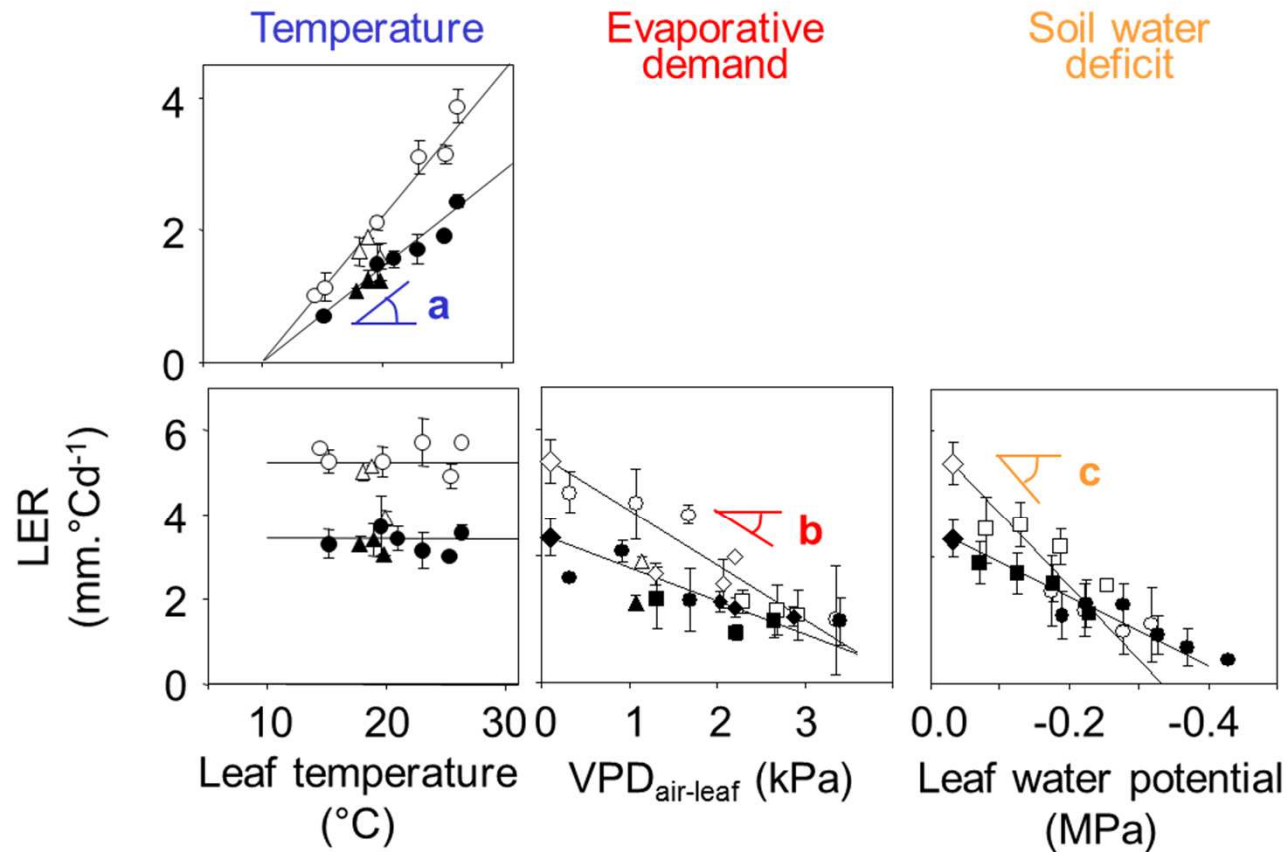 Temperature
Evaporative
demand
Soil water
deficit
4
2
0
a
LER
(mm.°Cd-1)
6
4
2
0
b
c
10 20 30
0 1 2 3
0.0 -0.2 -0.4
Leaf temperature
(°C)
VPDair-leaf (kPa)
Leaf water potential
(MPa)